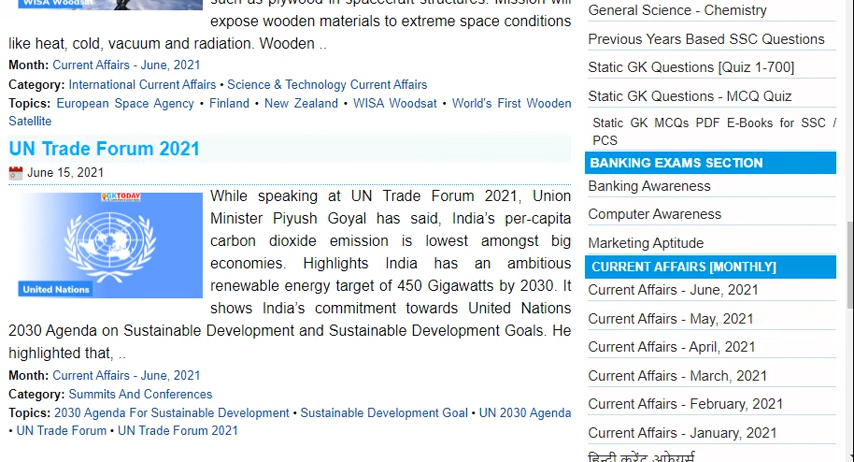 WISA Woodsat
such as plywood in spacecraft structures. Mission will
expose wooden materials to extreme space conditions
like heat, cold, vacuum and radiation. Wooden ..
Month: Current Affairs - June, 2021
Category: International Current Affairs • Science & Technology Current Affairs
Topics: European Space Agency • Finland • New Zealand • WISA Woodsat • World's First Wooden
Satellite
UN Trade Forum 2021
June 15, 2021
GKTODAY
United Nations
While speaking at UN Trade Forum 2021, Union
Minister Piyush Goyal has said, India's per-capita
carbon dioxide emission is lowest amongst big
economies. Highlights India has an ambitious
renewable energy target of 450 Gigawatts by 2030. It
shows India's commitment towards United Nations
2030 Agenda on Sustainable Development and Sustainable Development Goals. He
highlighted that, ..
Month: Current Affairs - June, 2021
Category: Summits And Conferences
Topics: 2030 Agenda For Sustainable Development • Sustainable Development Goal • UN 2030 Agenda
• UN Trade Forum • UN Trade Forum 2021
General Science - Chemistry
Previous Years Based SSC Questions
Static GK Questions [Quiz 1-700]
Static GK Questions - MCQ Quiz
Static GK MCQs PDF E-Books for SSC /
PCS
BANKING EXAMS SECTION
Banking Awareness
Computer Awareness
Marketing Aptitude
CURRENT AFFAIRS [MONTHLY]
Current Affairs - June, 2021
Current Affairs - May, 2021
Current Affairs - April, 2021
Current Affairs - March, 2021
Current Affairs - February, 2021
Current Affairs - January, 2021
हिन्दी करेंट अफेयर्स